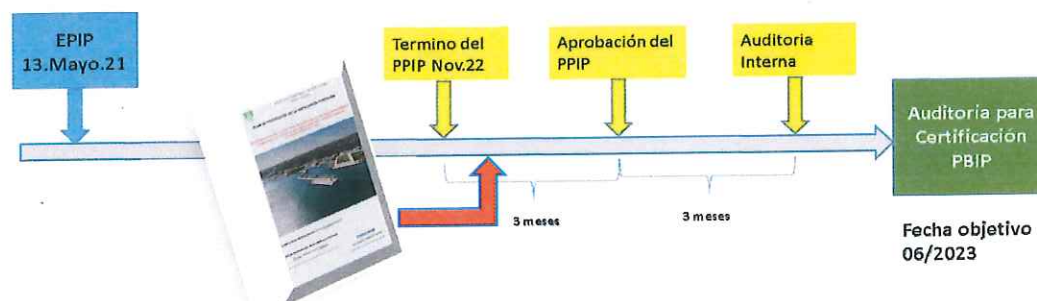 EPIP
13.Mayo.21
Termino del
PPIP Nov.22
Aprobación del
PPIP
Auditoria
Interna
Auditoría para
Certificación
PBIP
3 meses
3 meses
Fecha objetivo
06/2023